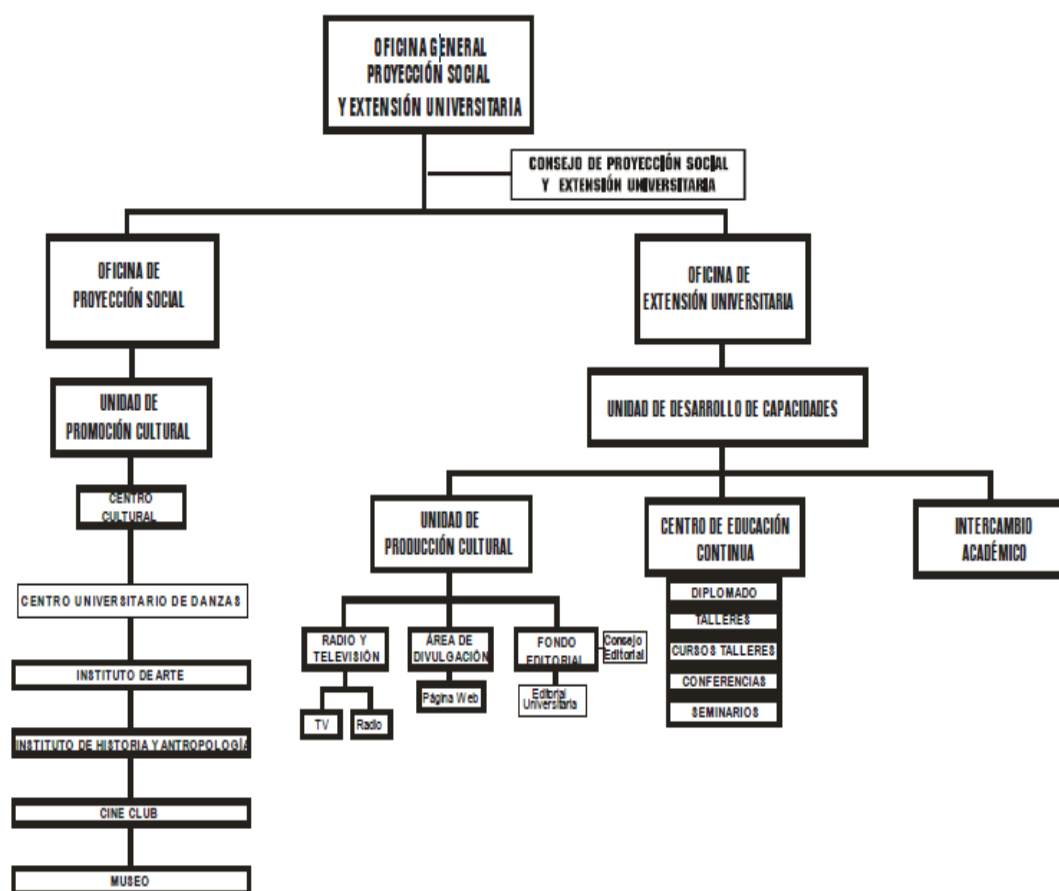 OFICINA GENERAL
PROYECCIÓN SOCIAL
Y EXTENSIÓN UNIVERSITARIA
CONSEJO DE PROYECCIÓN SOCIAL
Y EXTENSIÓN UNIVERSITARIA
OFICINA DE
PROYECCIÓN SOCIAL
OFICINA DE
EXTENSIÓN UNIVERSITARIA
UNIDAD DE
PROMOCIÓN CULTURAL
UNIDAD DE DESARROLLO DE CAPACIDADES
CENTRO
CULTURAL
UNIDAD DE
PRODUCCIÓN CULTURAL
CENTRO DE EDUCACIÓN
CONTINUA
INTERCAMBIO
ACADÉMICO
CENTRO UNIVERSITARIO DE DANZAS
INSTITUTO DE ARTE
INSTITUTO DE HISTORIA Y ANTROPOLOGÍA
CINE CLUB
MUSEO
RADIO Y
TELEVISIÓN
TV
Radio
ÁREA DE
DIVULGACIÓN
Página Web
FONDO
EDITORIAL
Consejo
Editorial
Editorial
Universitaria
DIPLOMADO
TALLERES
CURSOS TALLERES
CONFERENCIAS
SEMINARIOS